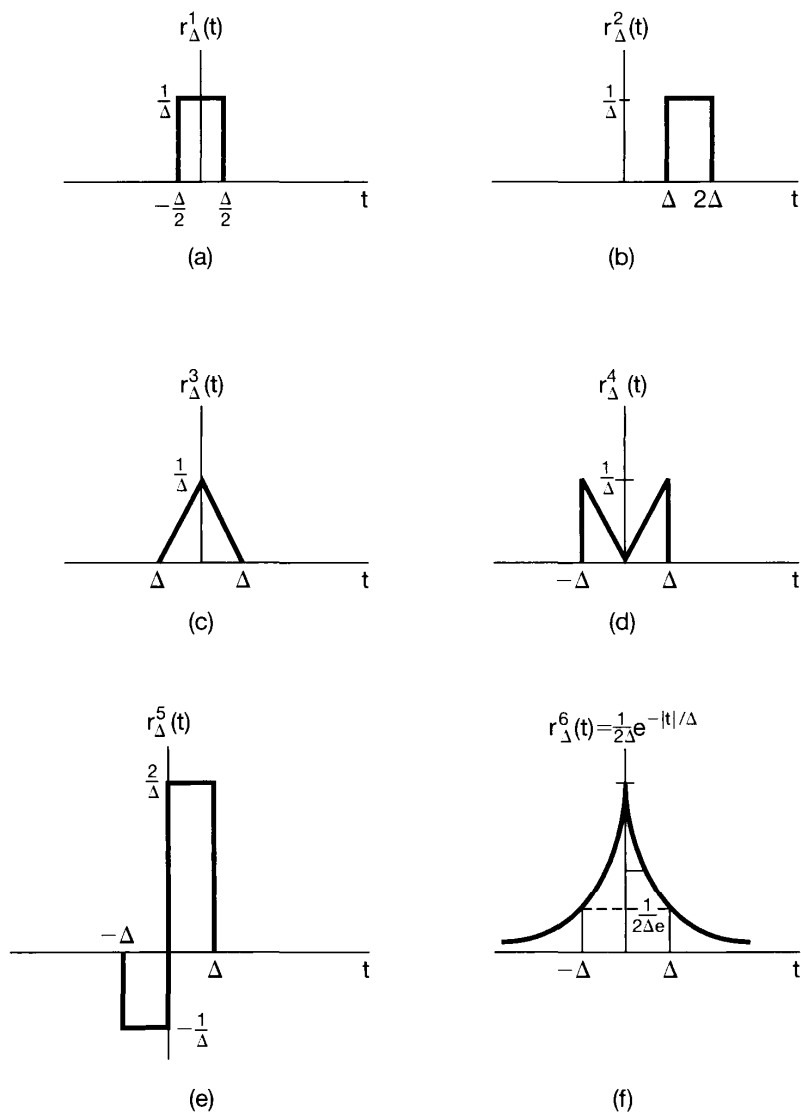 r¹_Δ(t)
1/Δ
-Δ/2 Δ/2 t
(a)
r²_Δ(t)
1/Δ
Δ 2Δ t
(b)
r³_Δ(t)
1/Δ
Δ Δ t
(c)
r⁴_Δ(t)
1/Δ
-Δ Δ t
(d)
r⁵_Δ(t)
2/Δ
-Δ
Δ t
-1/Δ
(e)
r⁶_Δ(t)=1/2Δ e^-|t|/Δ
1/2Δe
-Δ Δ t
(f)